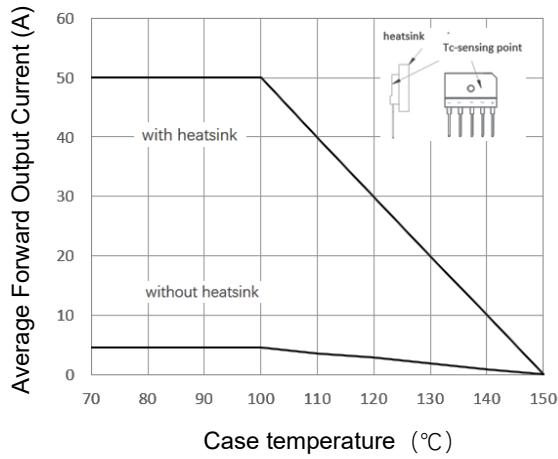 Average Forward Output Current (A)
60
50
40
30
20
10
0
heatsink
Tc-sensing point
with heatsink
without heatsink
70 80 90 100 110 120 130 140 150
Case temperature (℃)